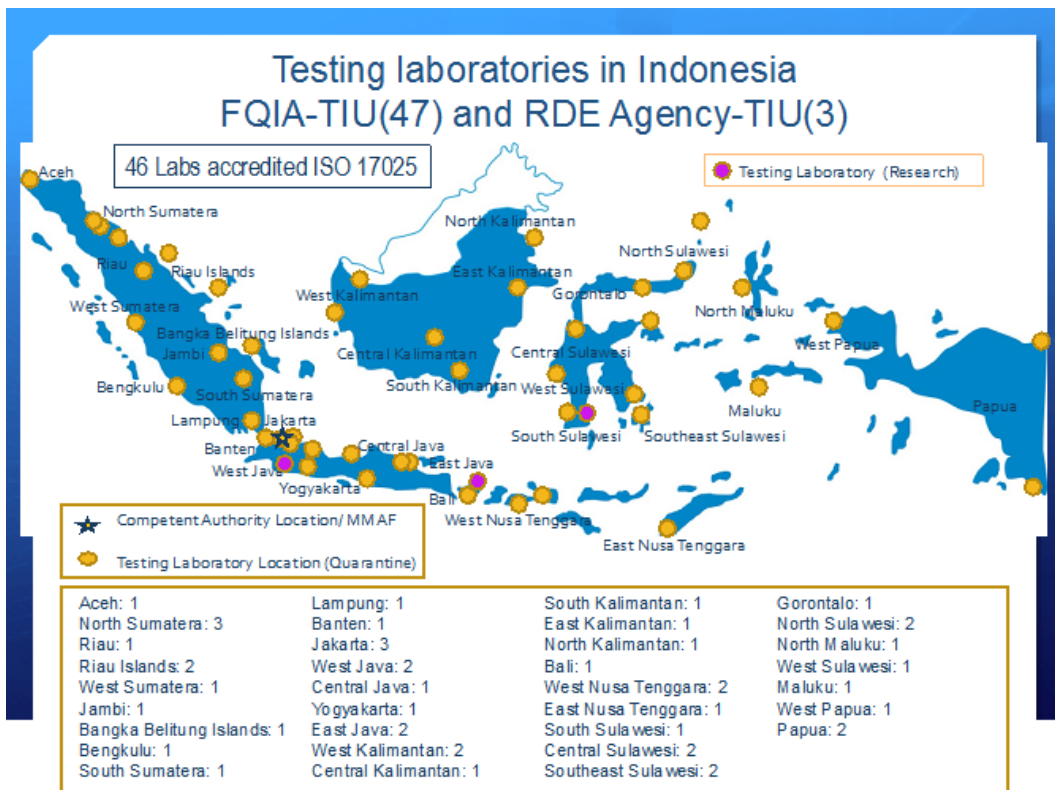 Testing laboratories in Indonesia
FQIA-TIU(47) and RDE Agency-TIU(3)
46 Labs accredited ISO 17025
Testing Laboratory (Research)
Aceh
North Sumatera
North Kalimantan
Riau
Riau Islands
East Kalimantan
North Sulawesi
West Kalimantan
Gorontalo
West Sumatera
North Maluku
Bangka Belitung Islands
West Papua
Jambi
Central Kalimantan
Central Sulawesi
Bengkulu
South Kalimantan
West Sulawesi
South Sumatera
Maluku
Papua
Lampung
Jakarta
South Sulawesi
Southeast Sulawesi
Banten
Central Java
West Java
East Java
Yogyakarta
Bali
West Nusa Tenggara
East Nusa Tenggara
Competent Authority Location/ MMAF
Testing Laboratory Location (Quarantine)
Aceh: 1
North Sumatera: 3
Riau: 1
Riau Islands: 2
West Sumatera: 1
Jambi: 1
Bangka Belitung Islands: 1
Bengkulu: 1
South Sumatera: 1
Lampung: 1
Banten: 1
Jakarta: 3
West Java: 2
Central Java: 1
Yogyakarta: 1
East Java: 2
West Kalimantan: 2
Central Kalimantan: 1
South Kalimantan: 1
East Kalimantan: 1
North Kalimantan: 1
Bali: 1
West Nusa Tenggara: 2
East Nusa Tenggara: 1
South Sulawesi: 1
Central Sulawesi: 2
Southeast Sulawesi: 2
Gorontalo: 1
North Sulawesi: 2
North Maluku: 1
West Sulawesi: 1
Maluku: 1
West Papua: 1
Papua: 2